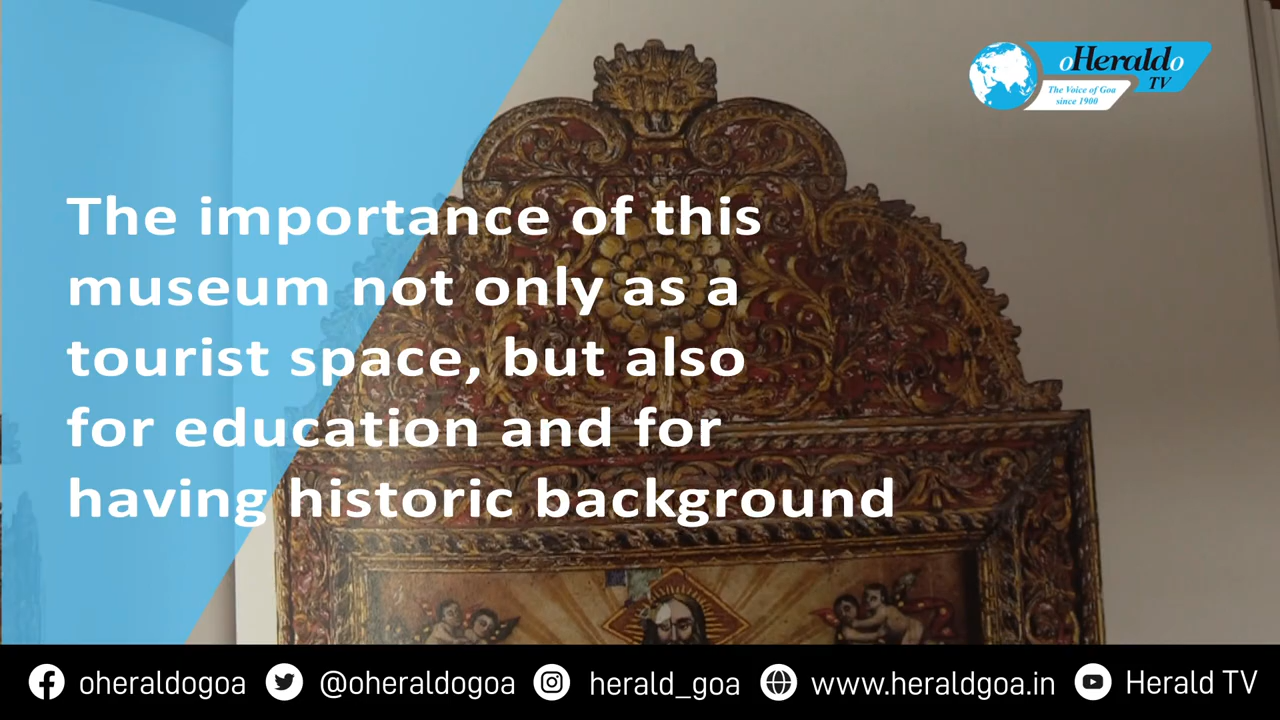 oHeraldo
TV
The Voice of Goa
since 1900
The importance of this
museum not only as a
tourist space, but also
for education and for
having historic background
oheraldogoa
@oheraldogoa
herald_goa
www.heraldgoa.in
Herald TV